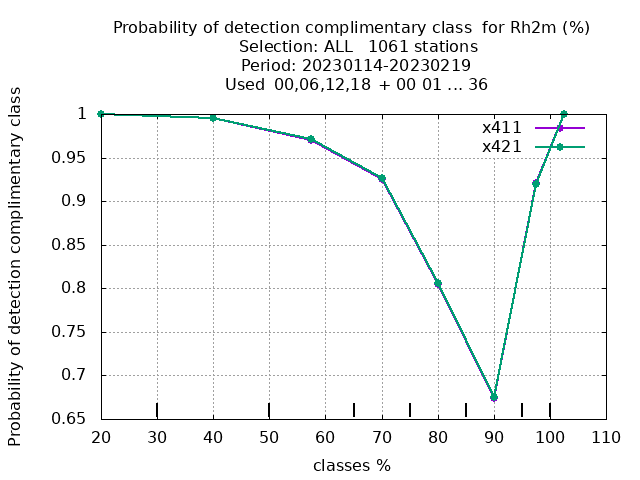 Probability of detection complimentary class  for Rh2m (%)
Selection: ALL   1061 stations
Period: 20230114-20230219
Used  00,06,12,18 + 00 01 ... 36
Probability of detection complimentary class
1
0.95
0.9
0.85
0.8
0.75
0.7
0.65
x411
x421
20 30 40 50 60 70 80 90 100 110
classes %